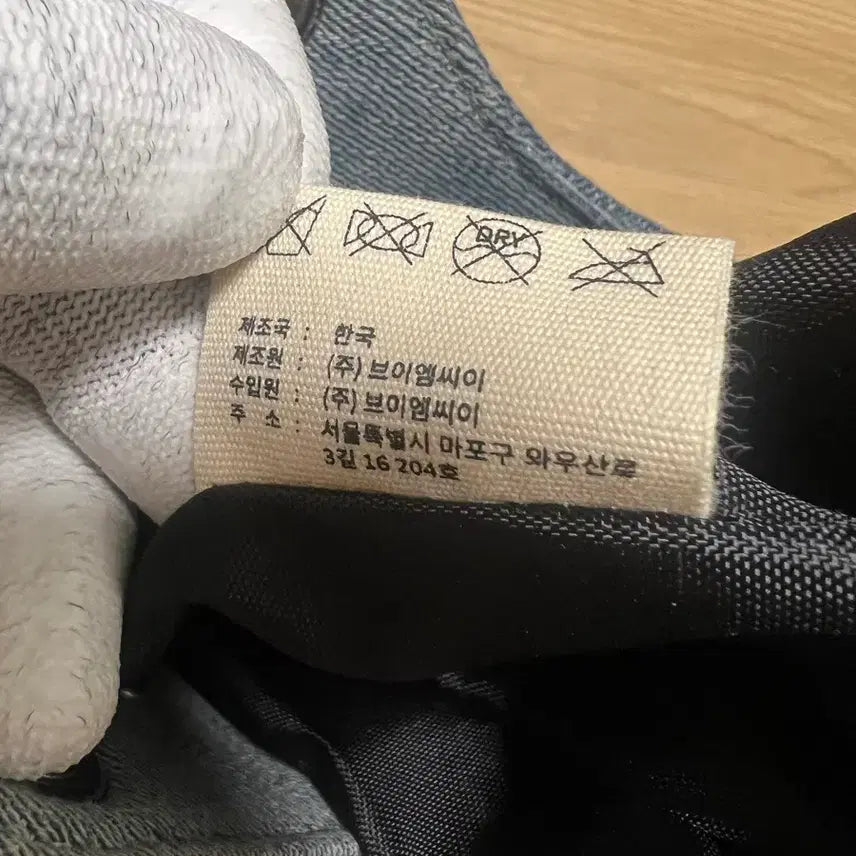 DRY
제조국 : 한국
제조원 : (주) 브이엠씨이
수입원 : (주) 브이엠씨이
주 소 : 서울특별시 마포구 와우산로
3길 16 204호